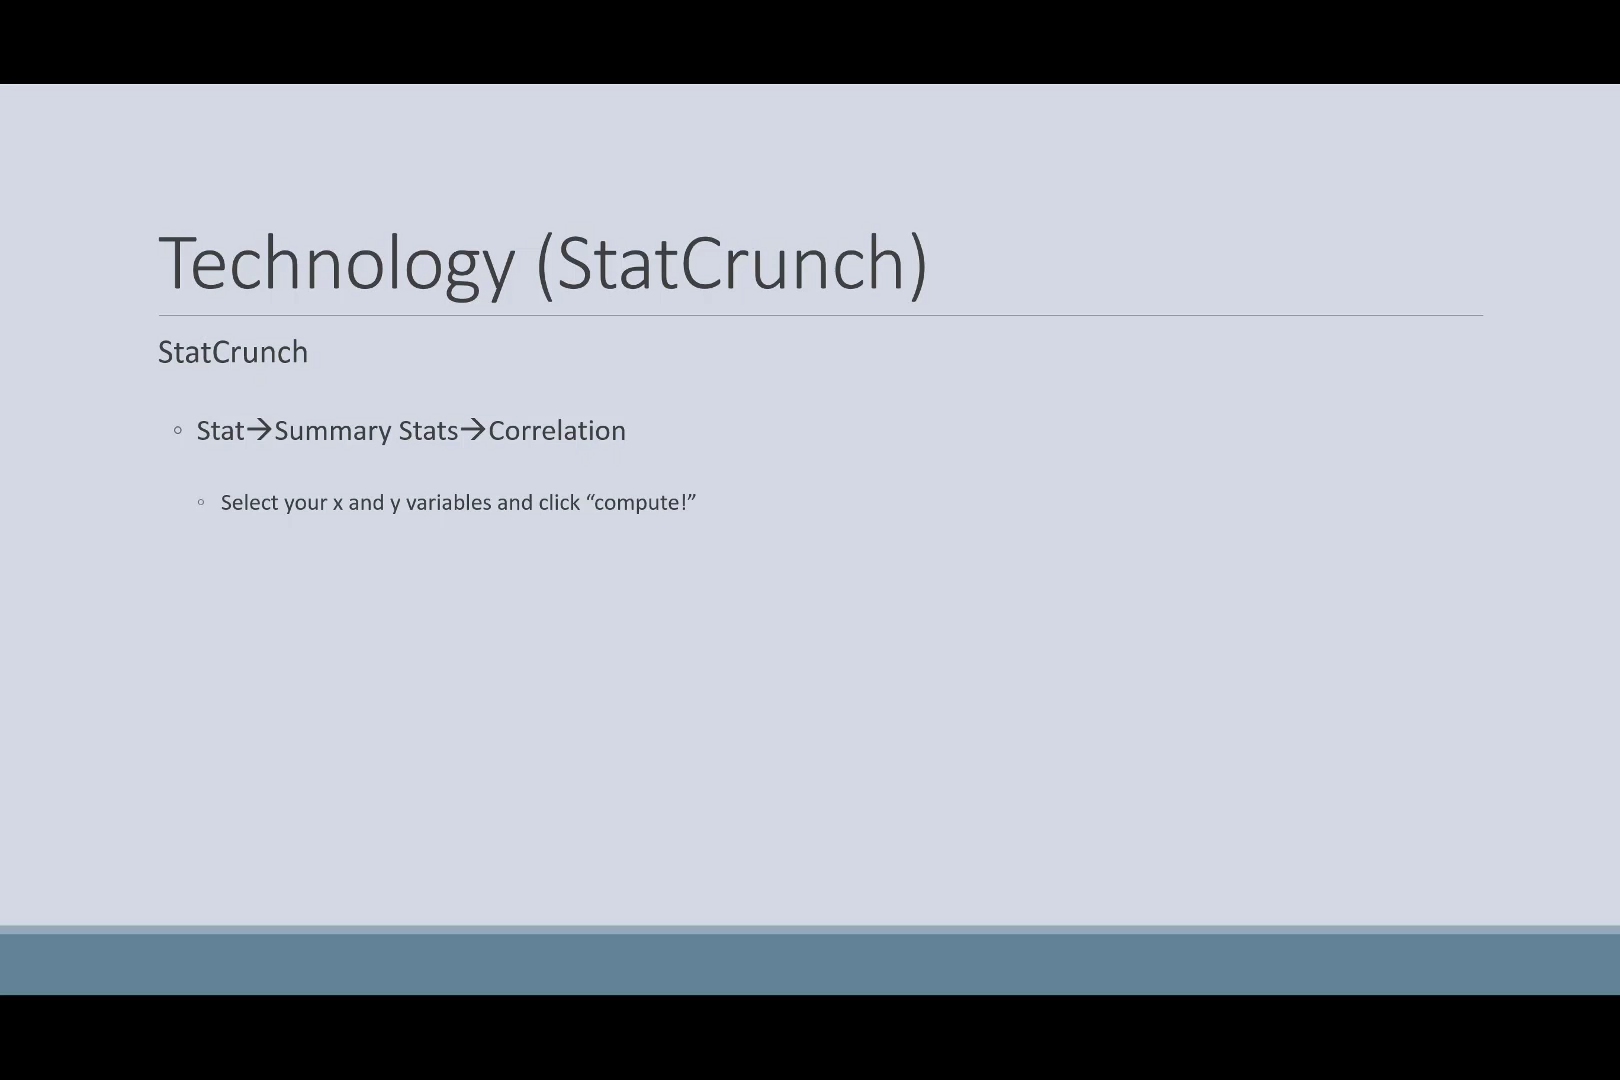 Technology (StatCrunch)
StatCrunch
◦ Stat→Summary Stats→Correlation
◦ Select your x and y variables and click “compute!”